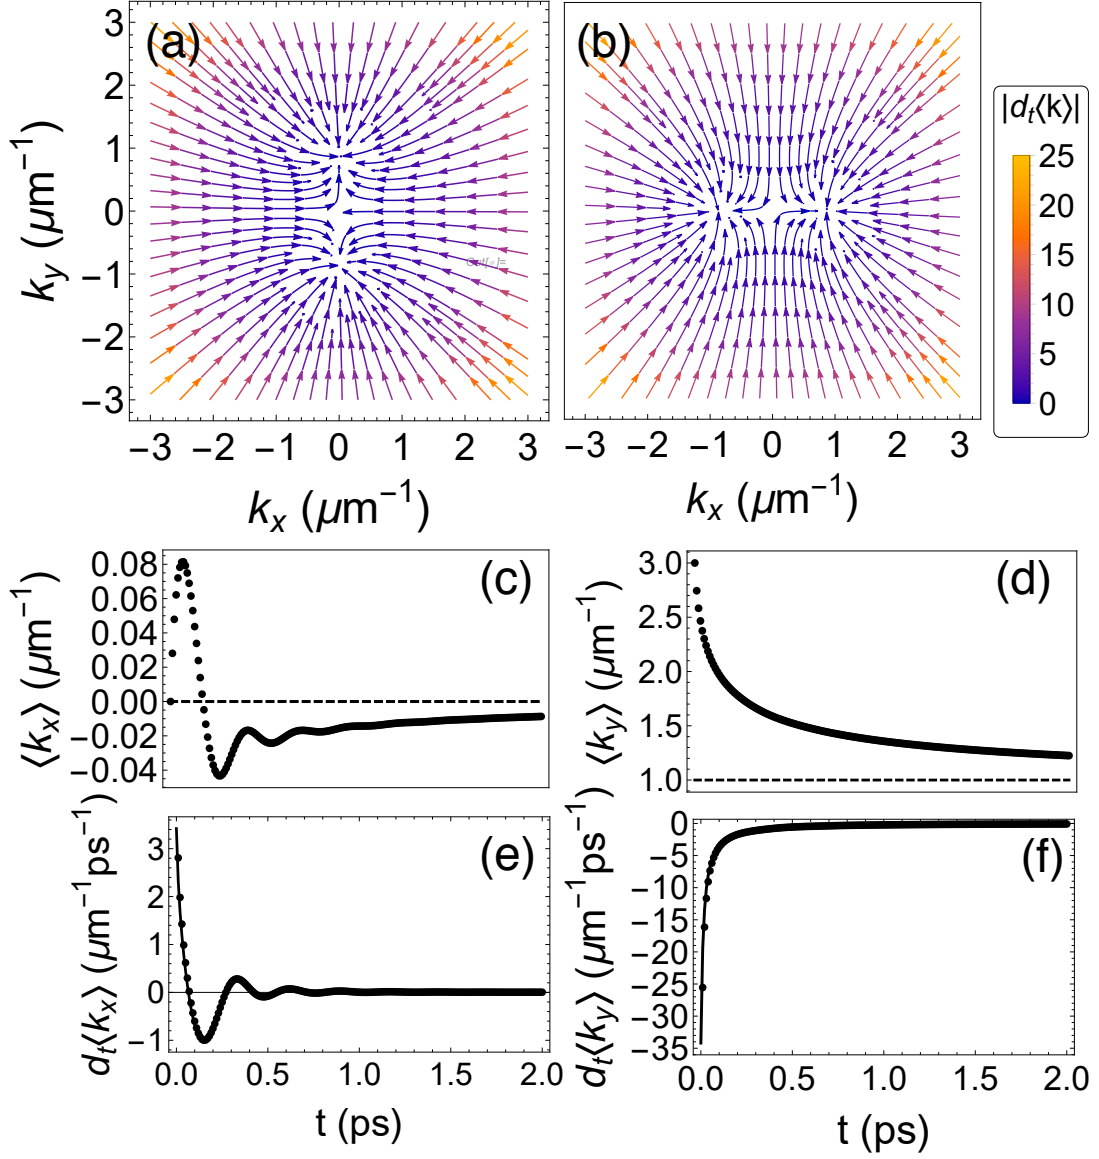 (a)
(b)
3
2
1
0
−1
−2
−3
k_y (μm⁻¹)
Out[∘]=
−3 −2 −1 0 1 2 3
−3 −2 −1 0 1 2 3
k_x (μm⁻¹)
k_x (μm⁻¹)
|d_t⟨k⟩|
25
20
15
10
5
0
(c)
0.08
0.06
0.04
0.02
0.00
−0.02
−0.04
⟨k_x⟩ (μm⁻¹)
(d)
3.0
2.5
2.0
1.5
1.0
⟨k_y⟩ (μm⁻¹)
(e)
3
2
1
0
−1
d_t⟨k_x⟩ (μm⁻¹ps⁻¹)
0.0 0.5 1.0 1.5 2.0
t (ps)
(f)
0
−5
−10
−15
−20
−25
−30
−35
d_t⟨k_y⟩ (μm⁻¹ps⁻¹)
0.0 0.5 1.0 1.5 2.0
t (ps)